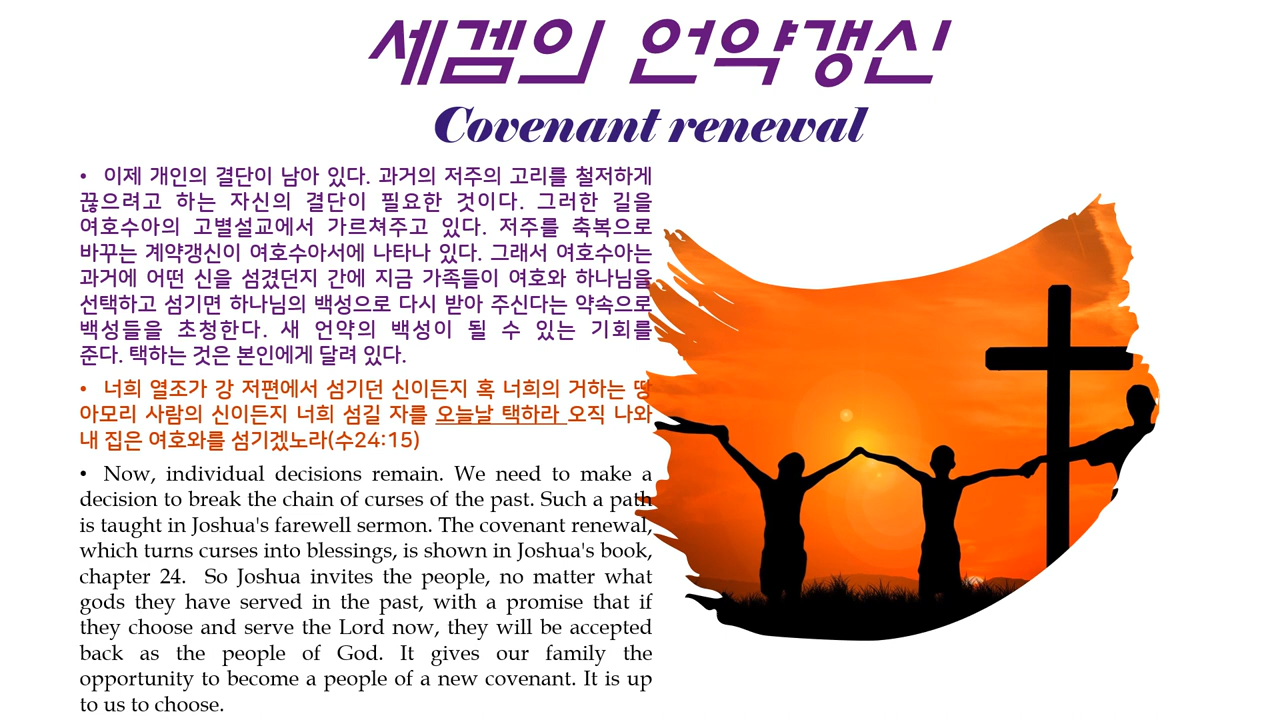 세겜의 언약갱신
Covenant renewal
• 이제 개인의 결단이 남아 있다. 과거의 저주의 고리를 철저하게
끊으려고 하는 자신의 결단이 필요한 것이다. 그러한 길을
여호수아의 고별설교에서 가르쳐주고 있다. 저주를 축복으로
바꾸는 계약갱신이 여호수아서에 나타나 있다. 그래서 여호수아는
과거에 어떤 신을 섬겼던지 간에 지금 가족들이 여호와 하나님을
선택하고 섬기면 하나님의 백성으로 다시 받아 주신다는 약속으로
백성들을 초청한다. 새 언약의 백성이 될 수 있는 기회를
준다. 택하는 것은 본인에게 달려 있다.
• 너희 열조가 강 저편에서 섬기던 신이든지 혹 너희의 거하는 땅
아모리 사람의 신이든지 너희 섬길 자를 오늘날 택하라 오직 나와
내 집은 여호와를 섬기겠노라(수24:15)
• Now, individual decisions remain. We need to make a
decision to break the chain of curses of the past. Such a path
is taught in Joshua's farewell sermon. The covenant renewal,
which turns curses into blessings, is shown in Joshua's book,
chapter 24. So Joshua invites the people, no matter what
gods they have served in the past, with a promise that if
they choose and serve the Lord now, they will be accepted
back as the people of God. It gives our family the
opportunity to become a people of a new covenant. It is up
to us to choose.